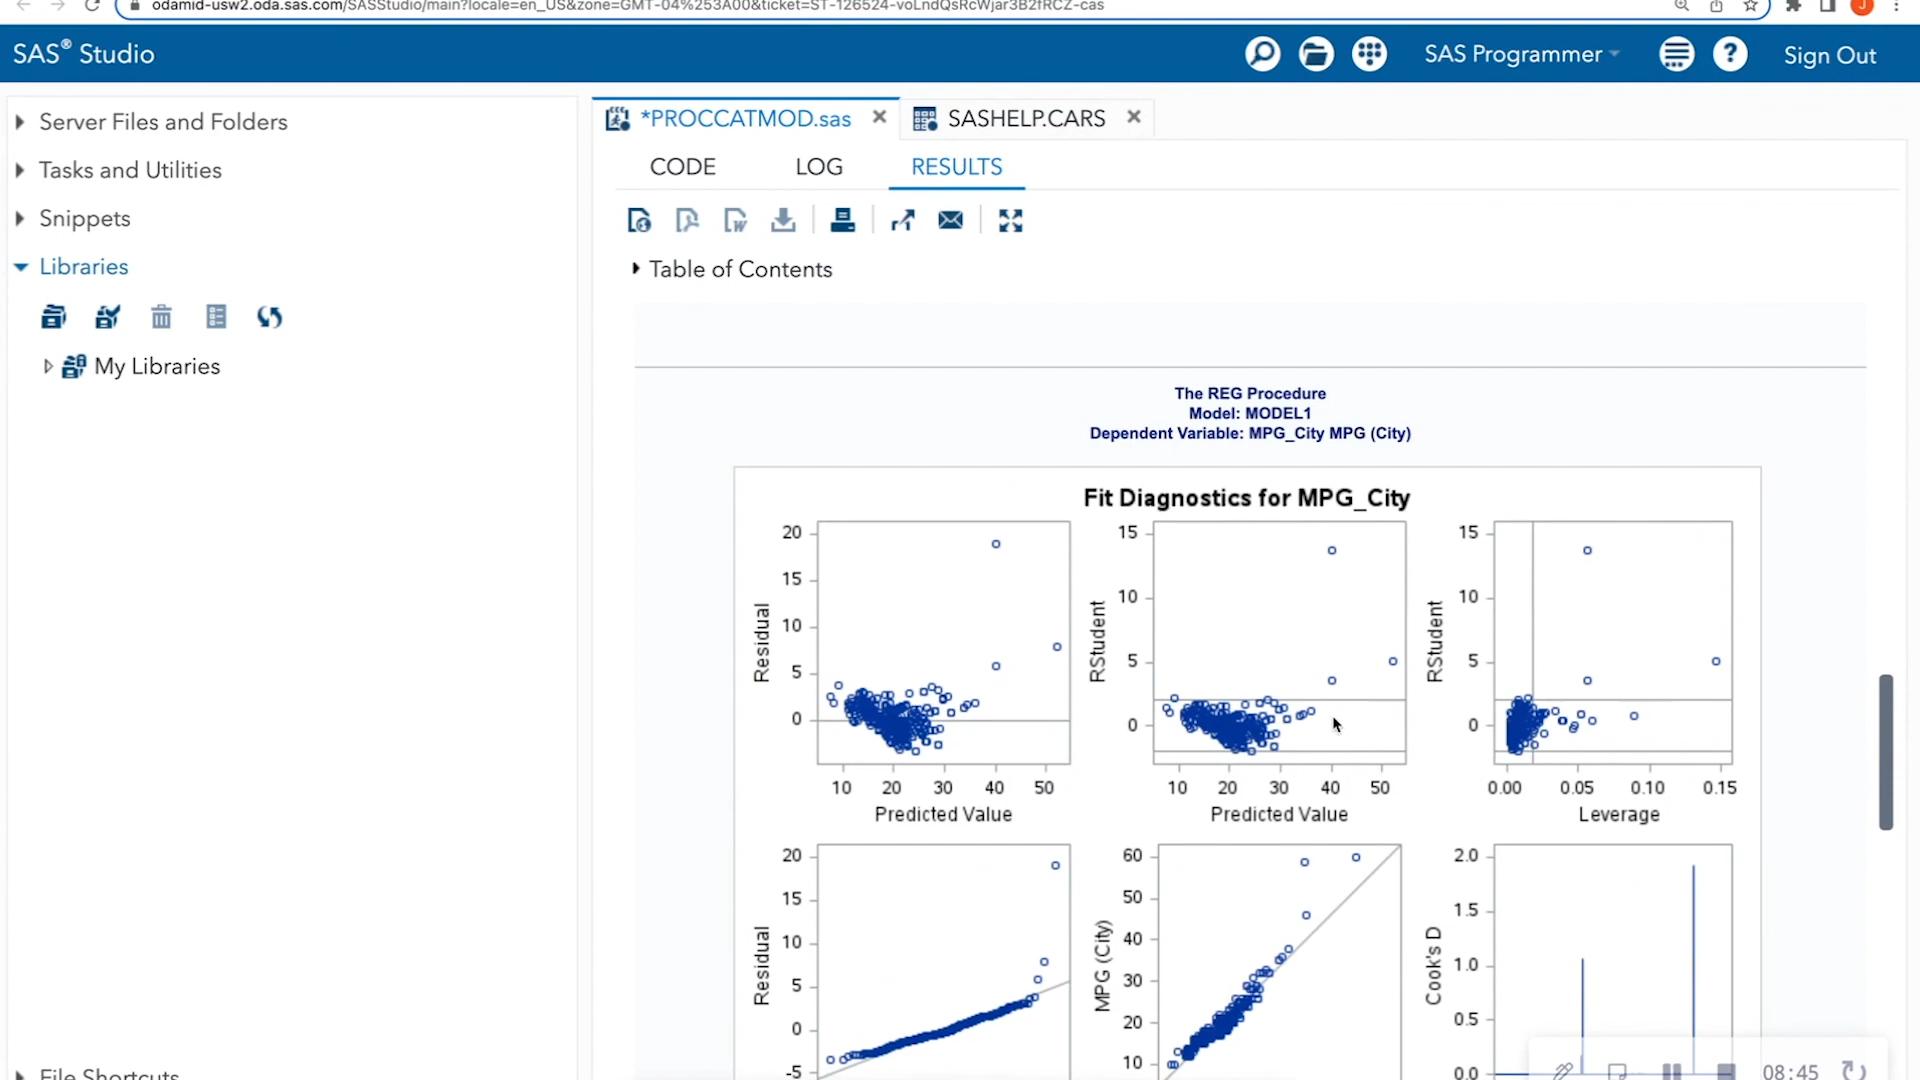 odamid-usw2.oda.sas.com/SASStudio/main?locale=en_US&zone=GMT-04%253A00&ticket=ST-126524-voLndQsRcWjar3B2fRCZ-cas
J
SAS® Studio
SAS Programmer
?
Sign Out
Server Files and Folders
Tasks and Utilities
Snippets
Libraries
My Libraries
File Shortcuts
*PROCCATMOD.sas
SASHELP.CARS
CODE
LOG
RESULTS
Table of Contents
The REG Procedure
Model: MODEL1
Dependent Variable: MPG_City MPG (City)
Fit Diagnostics for MPG_City
20
15
10
5
0
Residual
10 20 30 40 50
Predicted Value
15
10
5
0
RStudent
10 20 30 40 50
Predicted Value
15
10
5
0
RStudent
0.00 0.05 0.10 0.15
Leverage
20
15
10
5
0
-5
Residual
60
50
40
30
20
10
MPG (City)
2.0
1.5
1.0
0.5
0.0
Cook's D
08:45